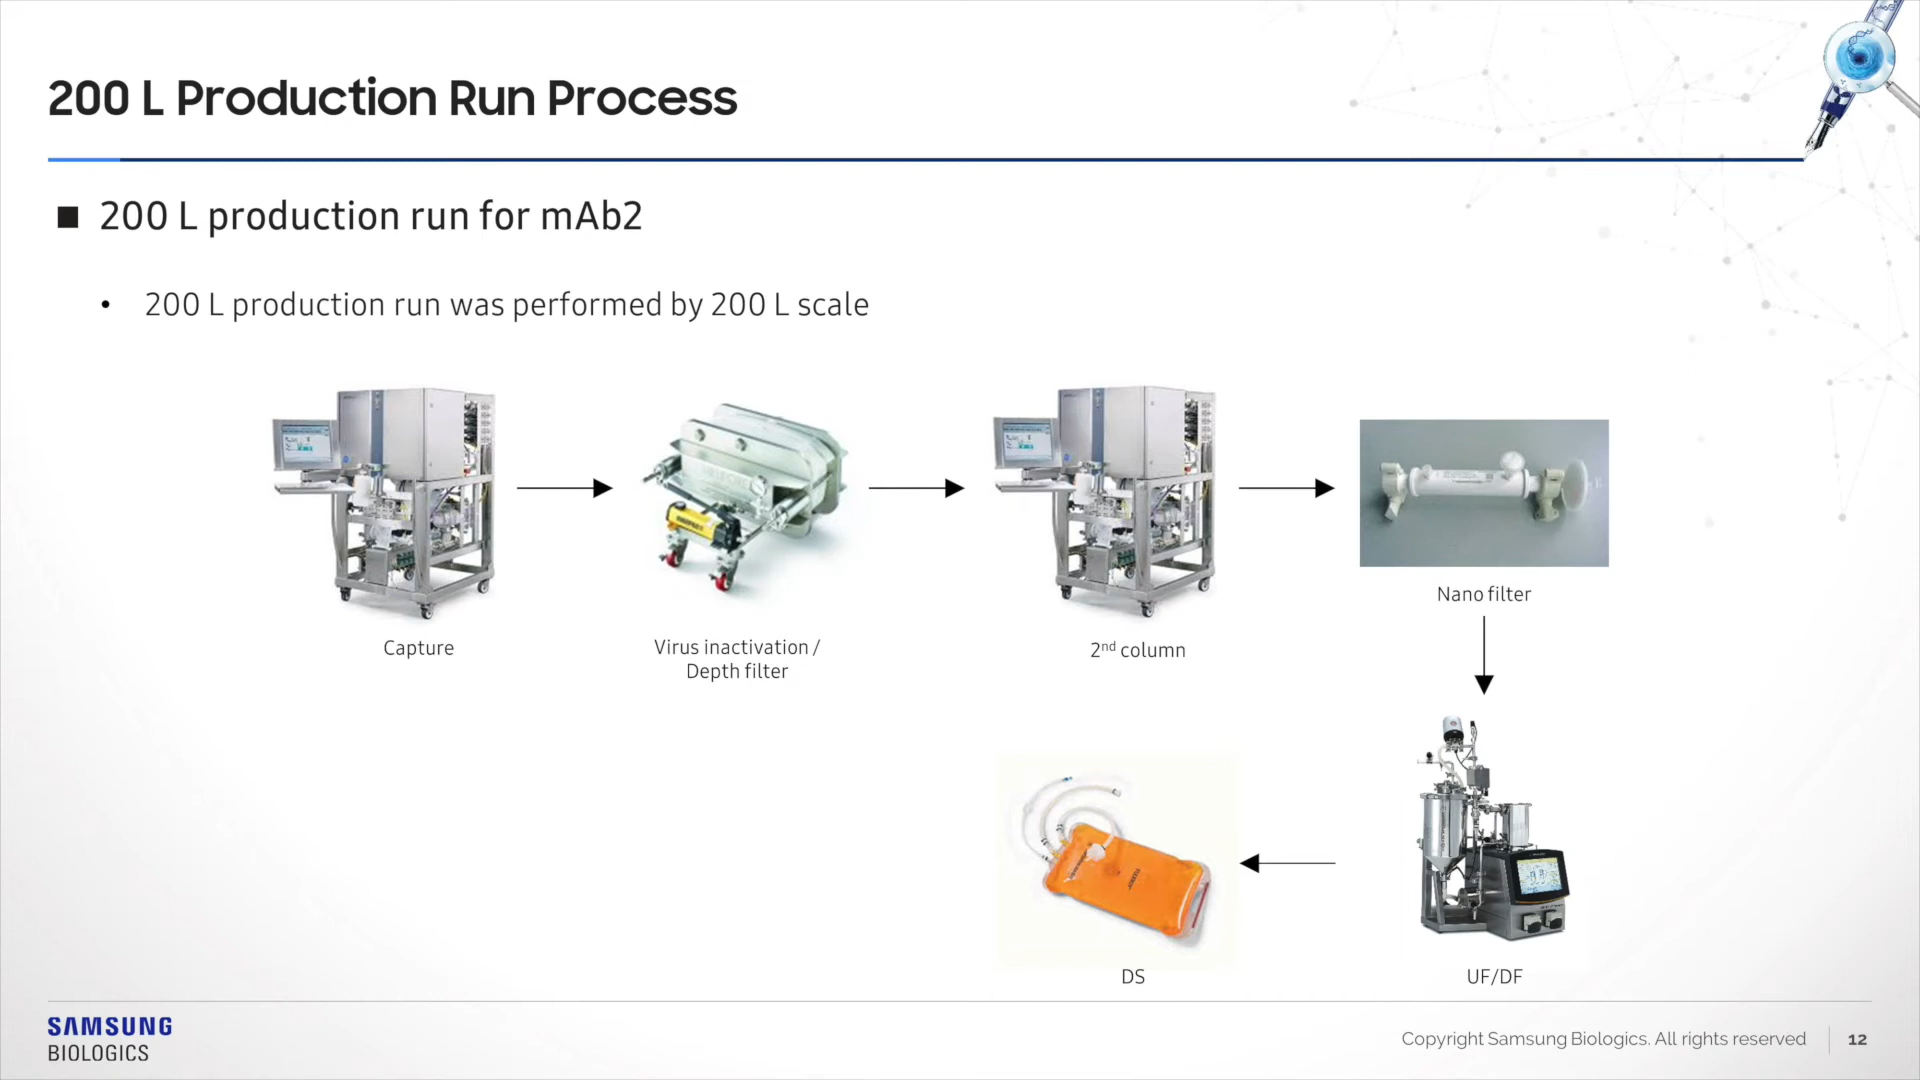 200 L Production Run Process
■ 200 L production run for mAb2
• 200 L production run was performed by 200 L scale
Capture
Virus inactivation /
Depth filter
2nd column
Nano filter
DS
UF/DF
SAMSUNG
BIOLOGICS
Copyright Samsung Biologics. All rights reserved
12